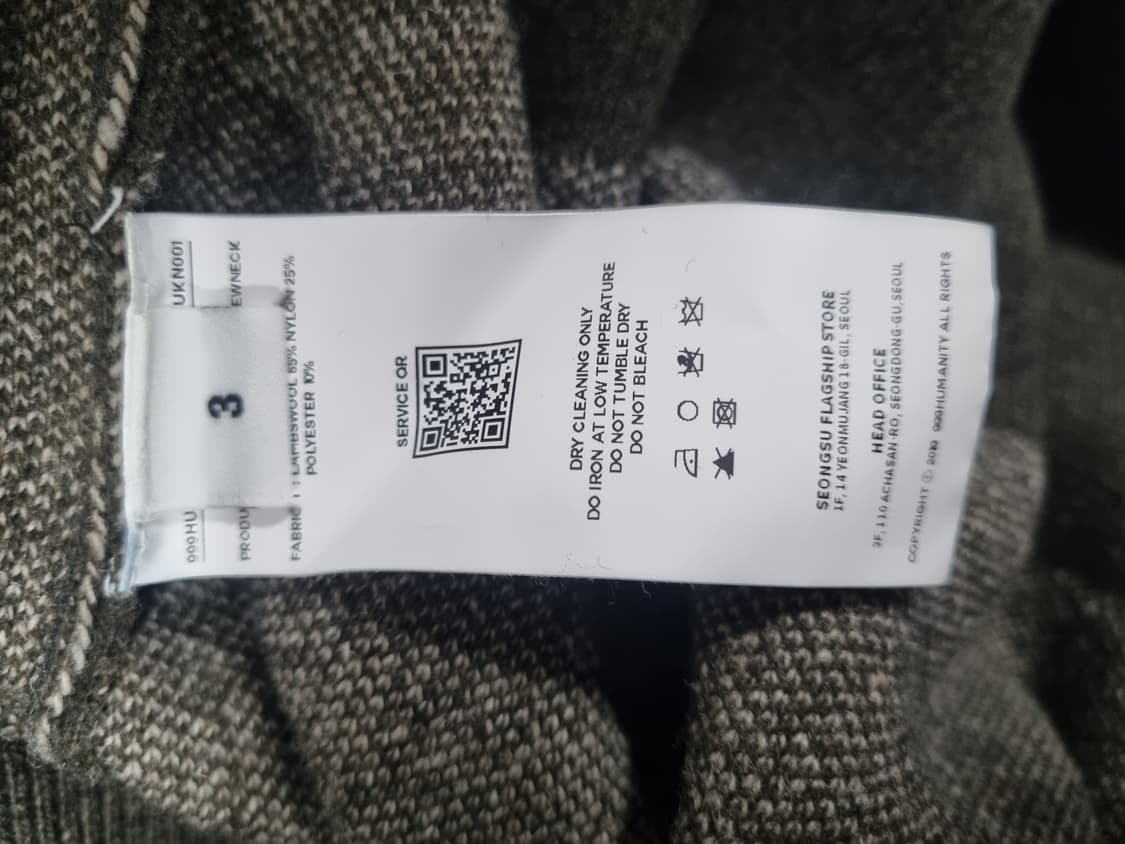 999HU UKN001
3
PRODU EWNECK
FABRIC 1 : LAMBSWOOL 65% NYLON 25%
POLYESTER 10%
SERVICE QR
DRY CLEANING ONLY
DO IRON AT LOW TEMPERATURE
DO NOT TUMBLE DRY
DO NOT BLEACH
SEONGSU FLAGSHIP STORE
1F, 14 YEONMUJANG 18-GIL, SEOUL
HEAD OFFICE
3F, 110 ACHASAN-RO, SEONGDONG-GU, SEOUL
COPYRIGHT ⓒ 2019 999HUMANITY ALL RIGHTS